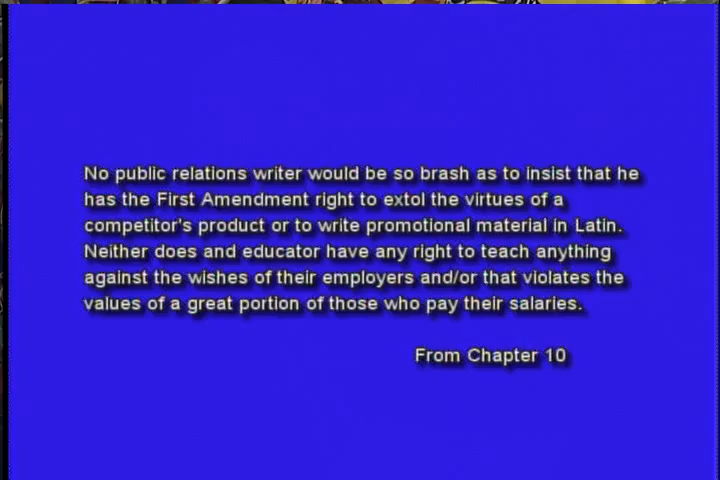 No public relations writer would be so brash as to insist that he
has the First Amendment right to extol the virtues of a
competitor's product or to write promotional material in Latin.
Neither does and educator have any right to teach anything
against the wishes of their employers and/or that violates the
values of a great portion of those who pay their salaries.
From Chapter 10